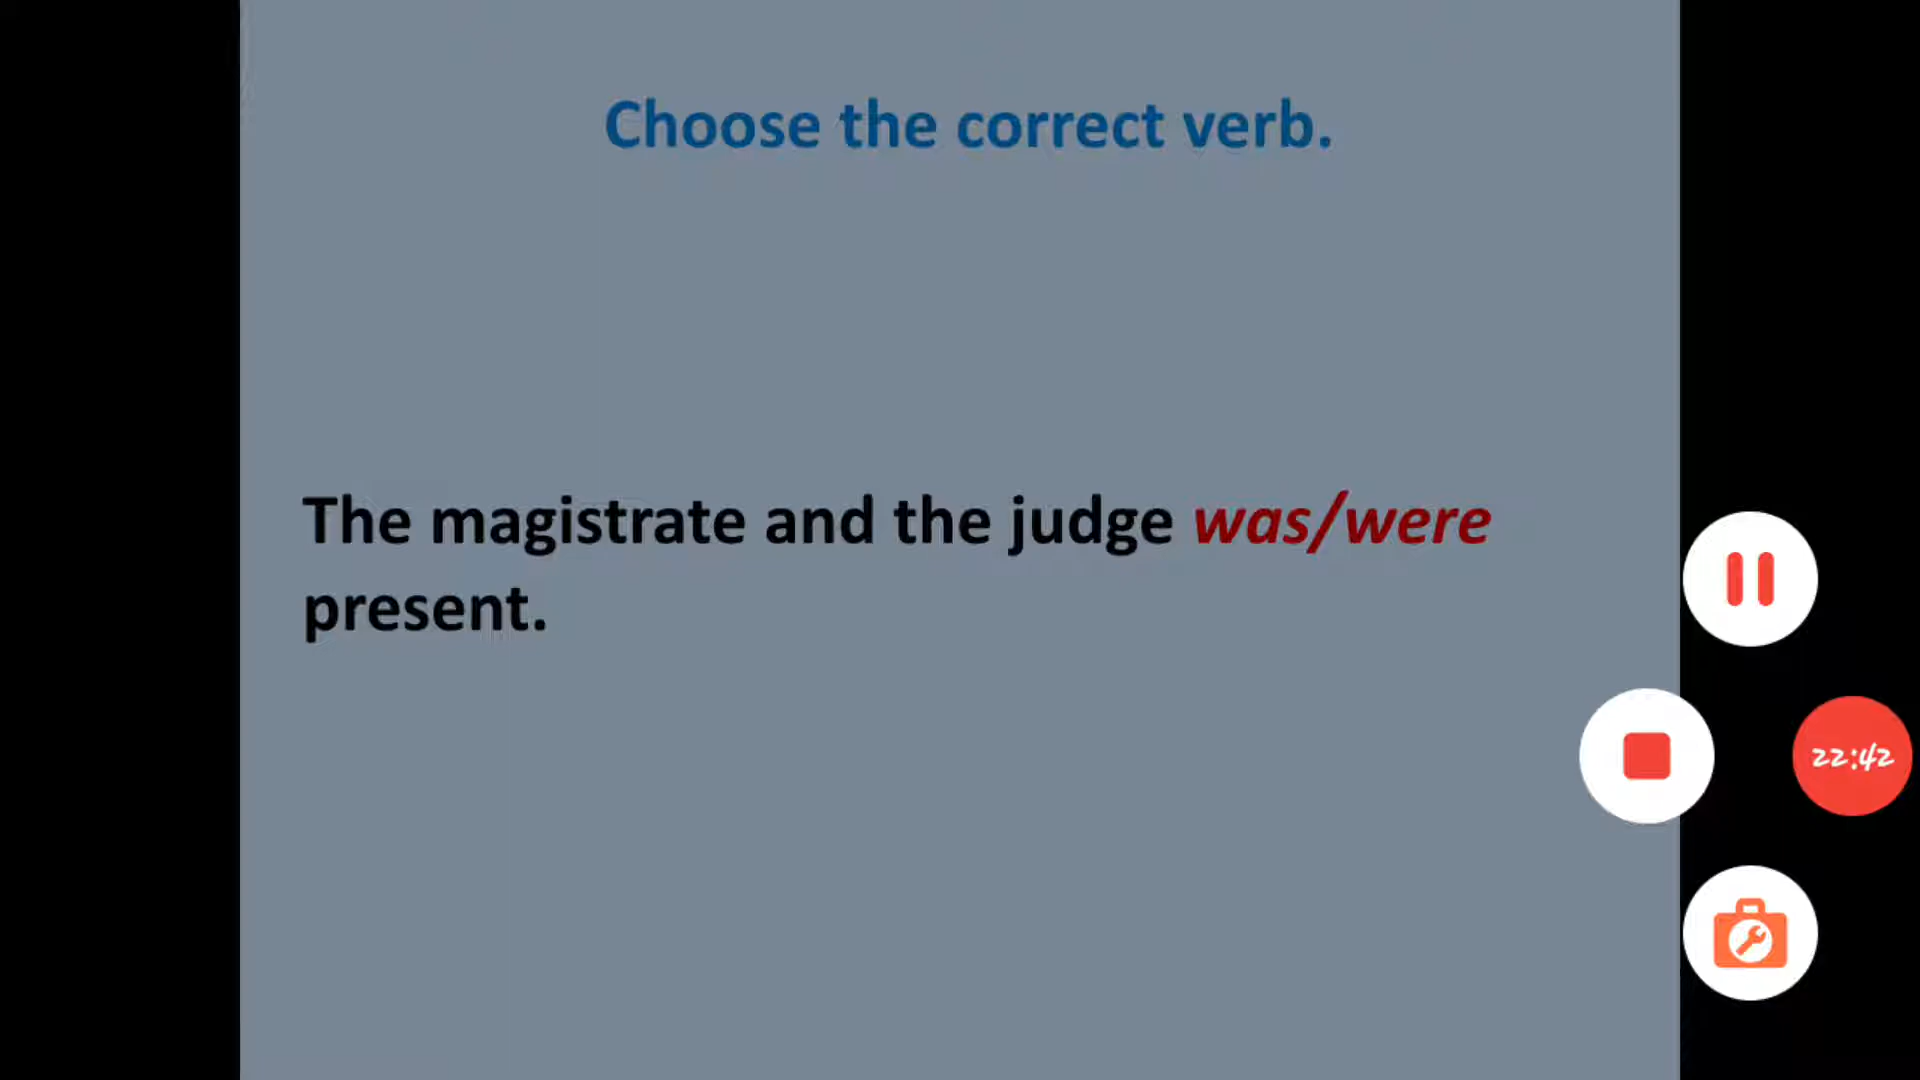 Choose the correct verb.
The magistrate and the judge was/were
present.
22:42